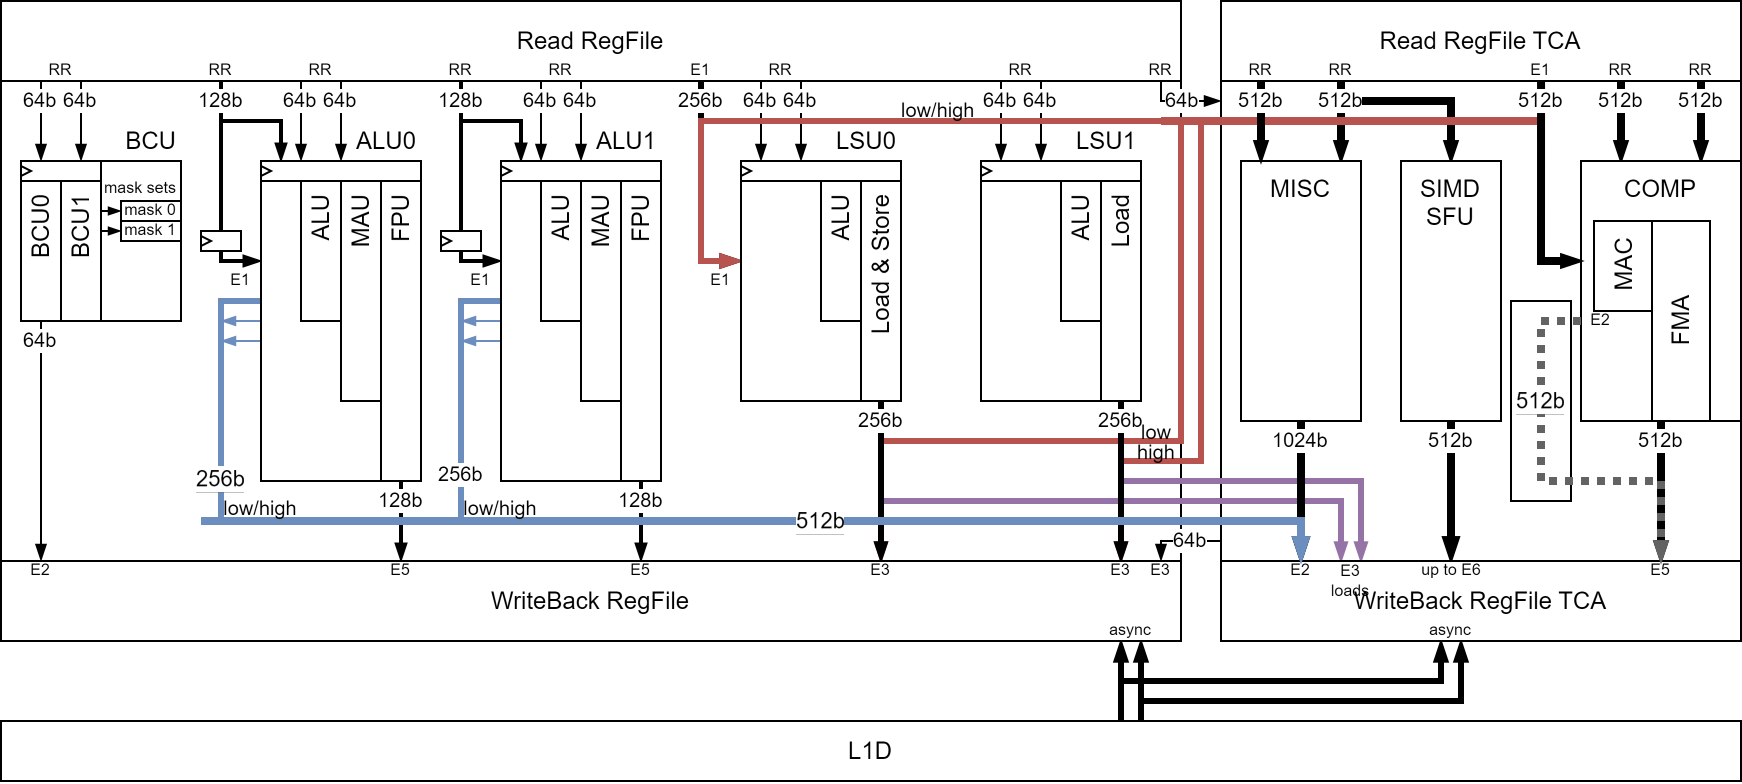 Read RegFile
Read RegFile TCA
RR RR RR RR RR E1 RR RR RR RR RR E1 RR RR
64b 64b 128b 64b 64b 128b 64b 64b 256b 64b 64b 64b 64b 64b 512b 512b 512b 512b 512b
low/high
BCU ALU0 ALU1 LSU0 LSU1
BCU0
BCU1
mask sets
mask 0
mask 1
ALU
MAU
FPU
ALU
MAU
FPU
ALU
Load & Store
ALU
Load
MISC
SIMD
SFU
COMP
MAC
FMA
E1 E1 E1
E2
64b
512b
256b 256b
low
high
1024b 512b 512b
256b 256b
128b 128b
low/high low/high
512b
64b
E2 E5 E5 E3 E3 E3 E2 E3 up to E6 E5
loads
WriteBack RegFile
WriteBack RegFile TCA
async async
L1D